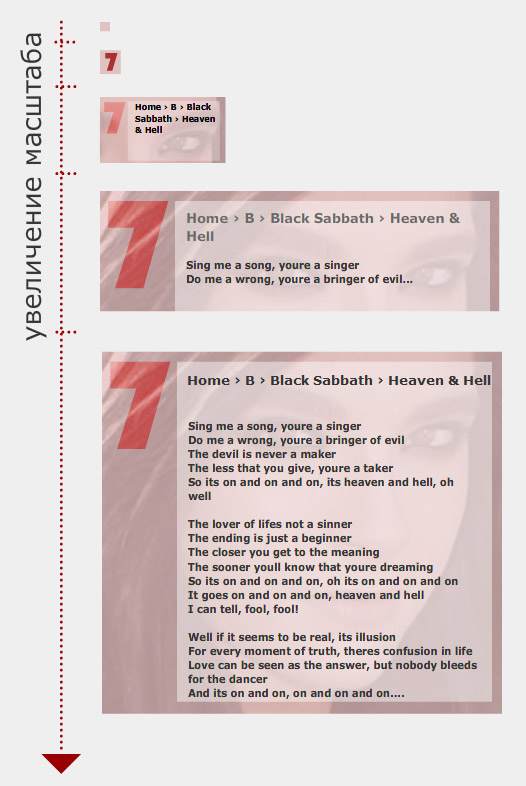 увеличение масштаба
7
7
Home › B › Black
Sabbath › Heaven
& Hell
7
Home › B › Black Sabbath › Heaven &
Hell
Sing me a song, youre a singer
Do me a wrong, youre a bringer of evil...
7
Home › B › Black Sabbath › Heaven & Hell
Sing me a song, youre a singer
Do me a wrong, youre a bringer of evil
The devil is never a maker
The less that you give, youre a taker
So its on and on and on, its heaven and hell, oh
well
The lover of lifes not a sinner
The ending is just a beginner
The closer you get to the meaning
The sooner youll know that youre dreaming
So its on and on and on, oh its on and on and on
It goes on and on and on, heaven and hell
I can tell, fool, fool!
Well if it seems to be real, its illusion
For every moment of truth, theres confusion in life
Love can be seen as the answer, but nobody bleeds
for the dancer
And its on and on, on and on and on....